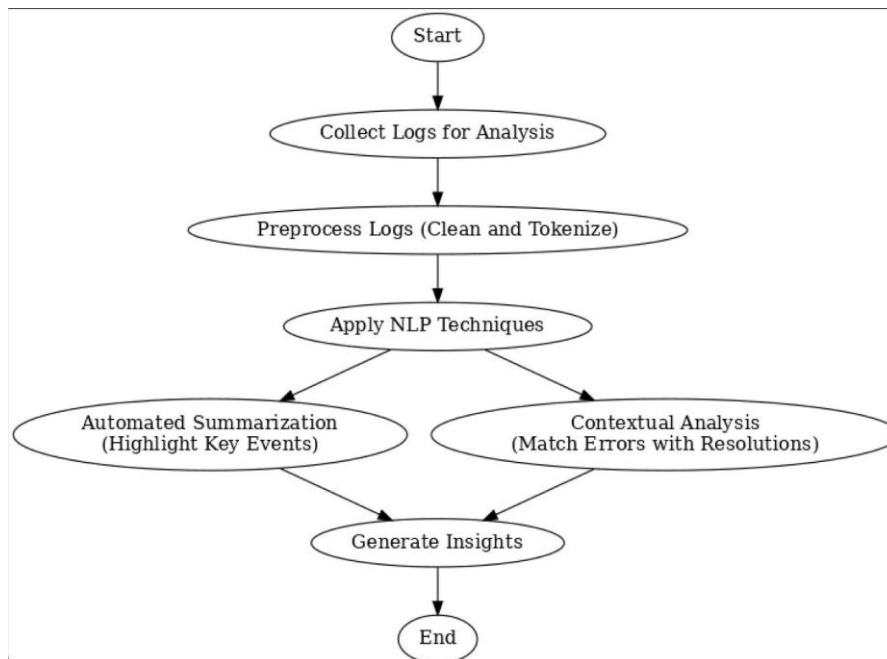 Start
Collect Logs for Analysis
Preprocess Logs (Clean and Tokenize)
Apply NLP Techniques
Automated Summarization
(Highlight Key Events)
Contextual Analysis
(Match Errors with Resolutions)
Generate Insights
End